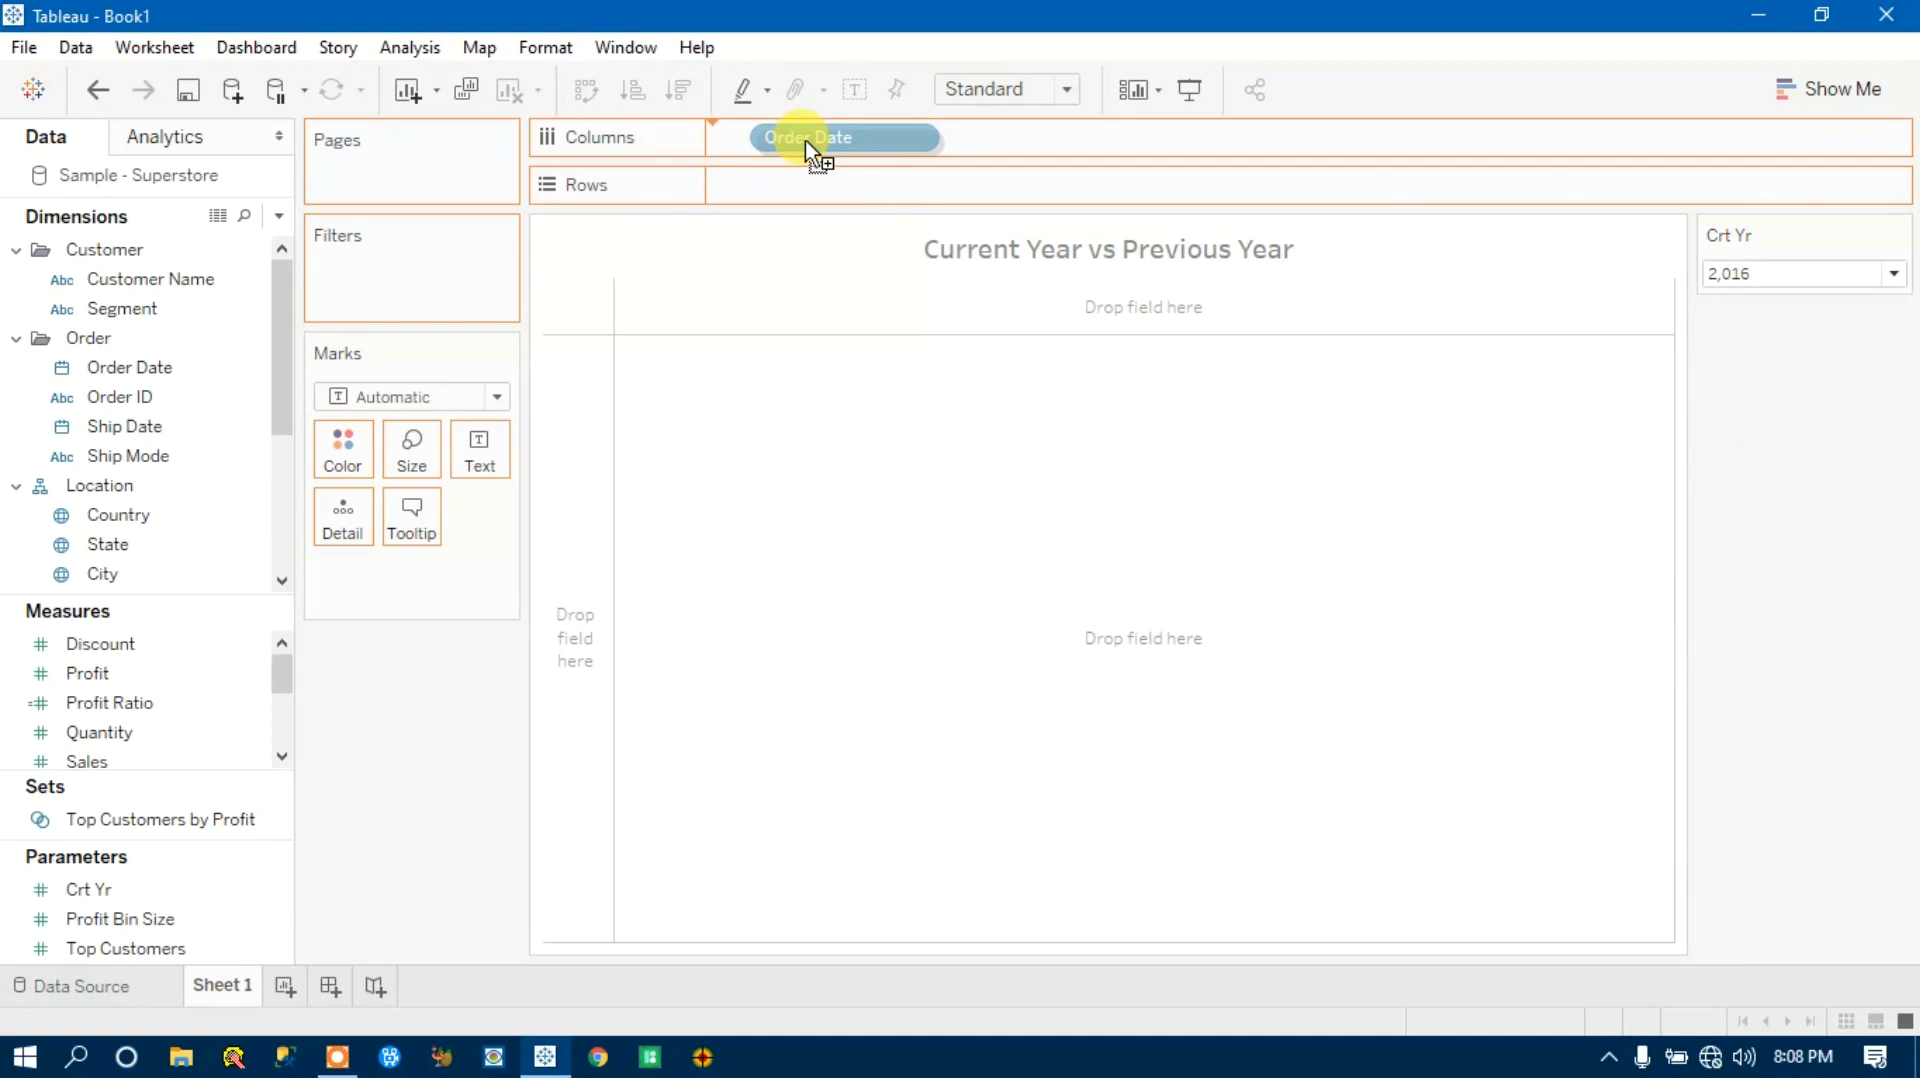 Tableau - Book1
File Data Worksheet Dashboard Story Analysis Map Format Window Help
Standard
Show Me
Data
Analytics
Sample - Superstore
Dimensions
Customer
Abc Customer Name
Abc Segment
Order
Order Date
Abc Order ID
Ship Date
Abc Ship Mode
Location
Country
State
City
Measures
# Discount
# Profit
=# Profit Ratio
# Quantity
# Sales
Sets
Top Customers by Profit
Parameters
# Crt Yr
# Profit Bin Size
# Top Customers
Pages
Filters
Marks
T Automatic
Color
Size
T Text
Detail
Tooltip
Columns
Order Date
Rows
Current Year vs Previous Year
Drop field here
Drop
field
here
Drop field here
Crt Yr
2,016
Data Source
Sheet 1
8:08 PM